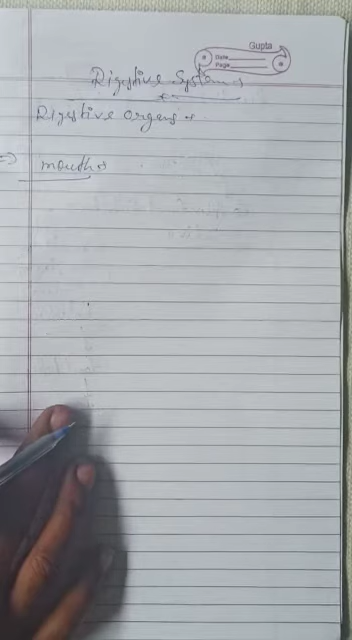 Gupta
Date
Page
Digestive System
Digestive Organs
=> mouth